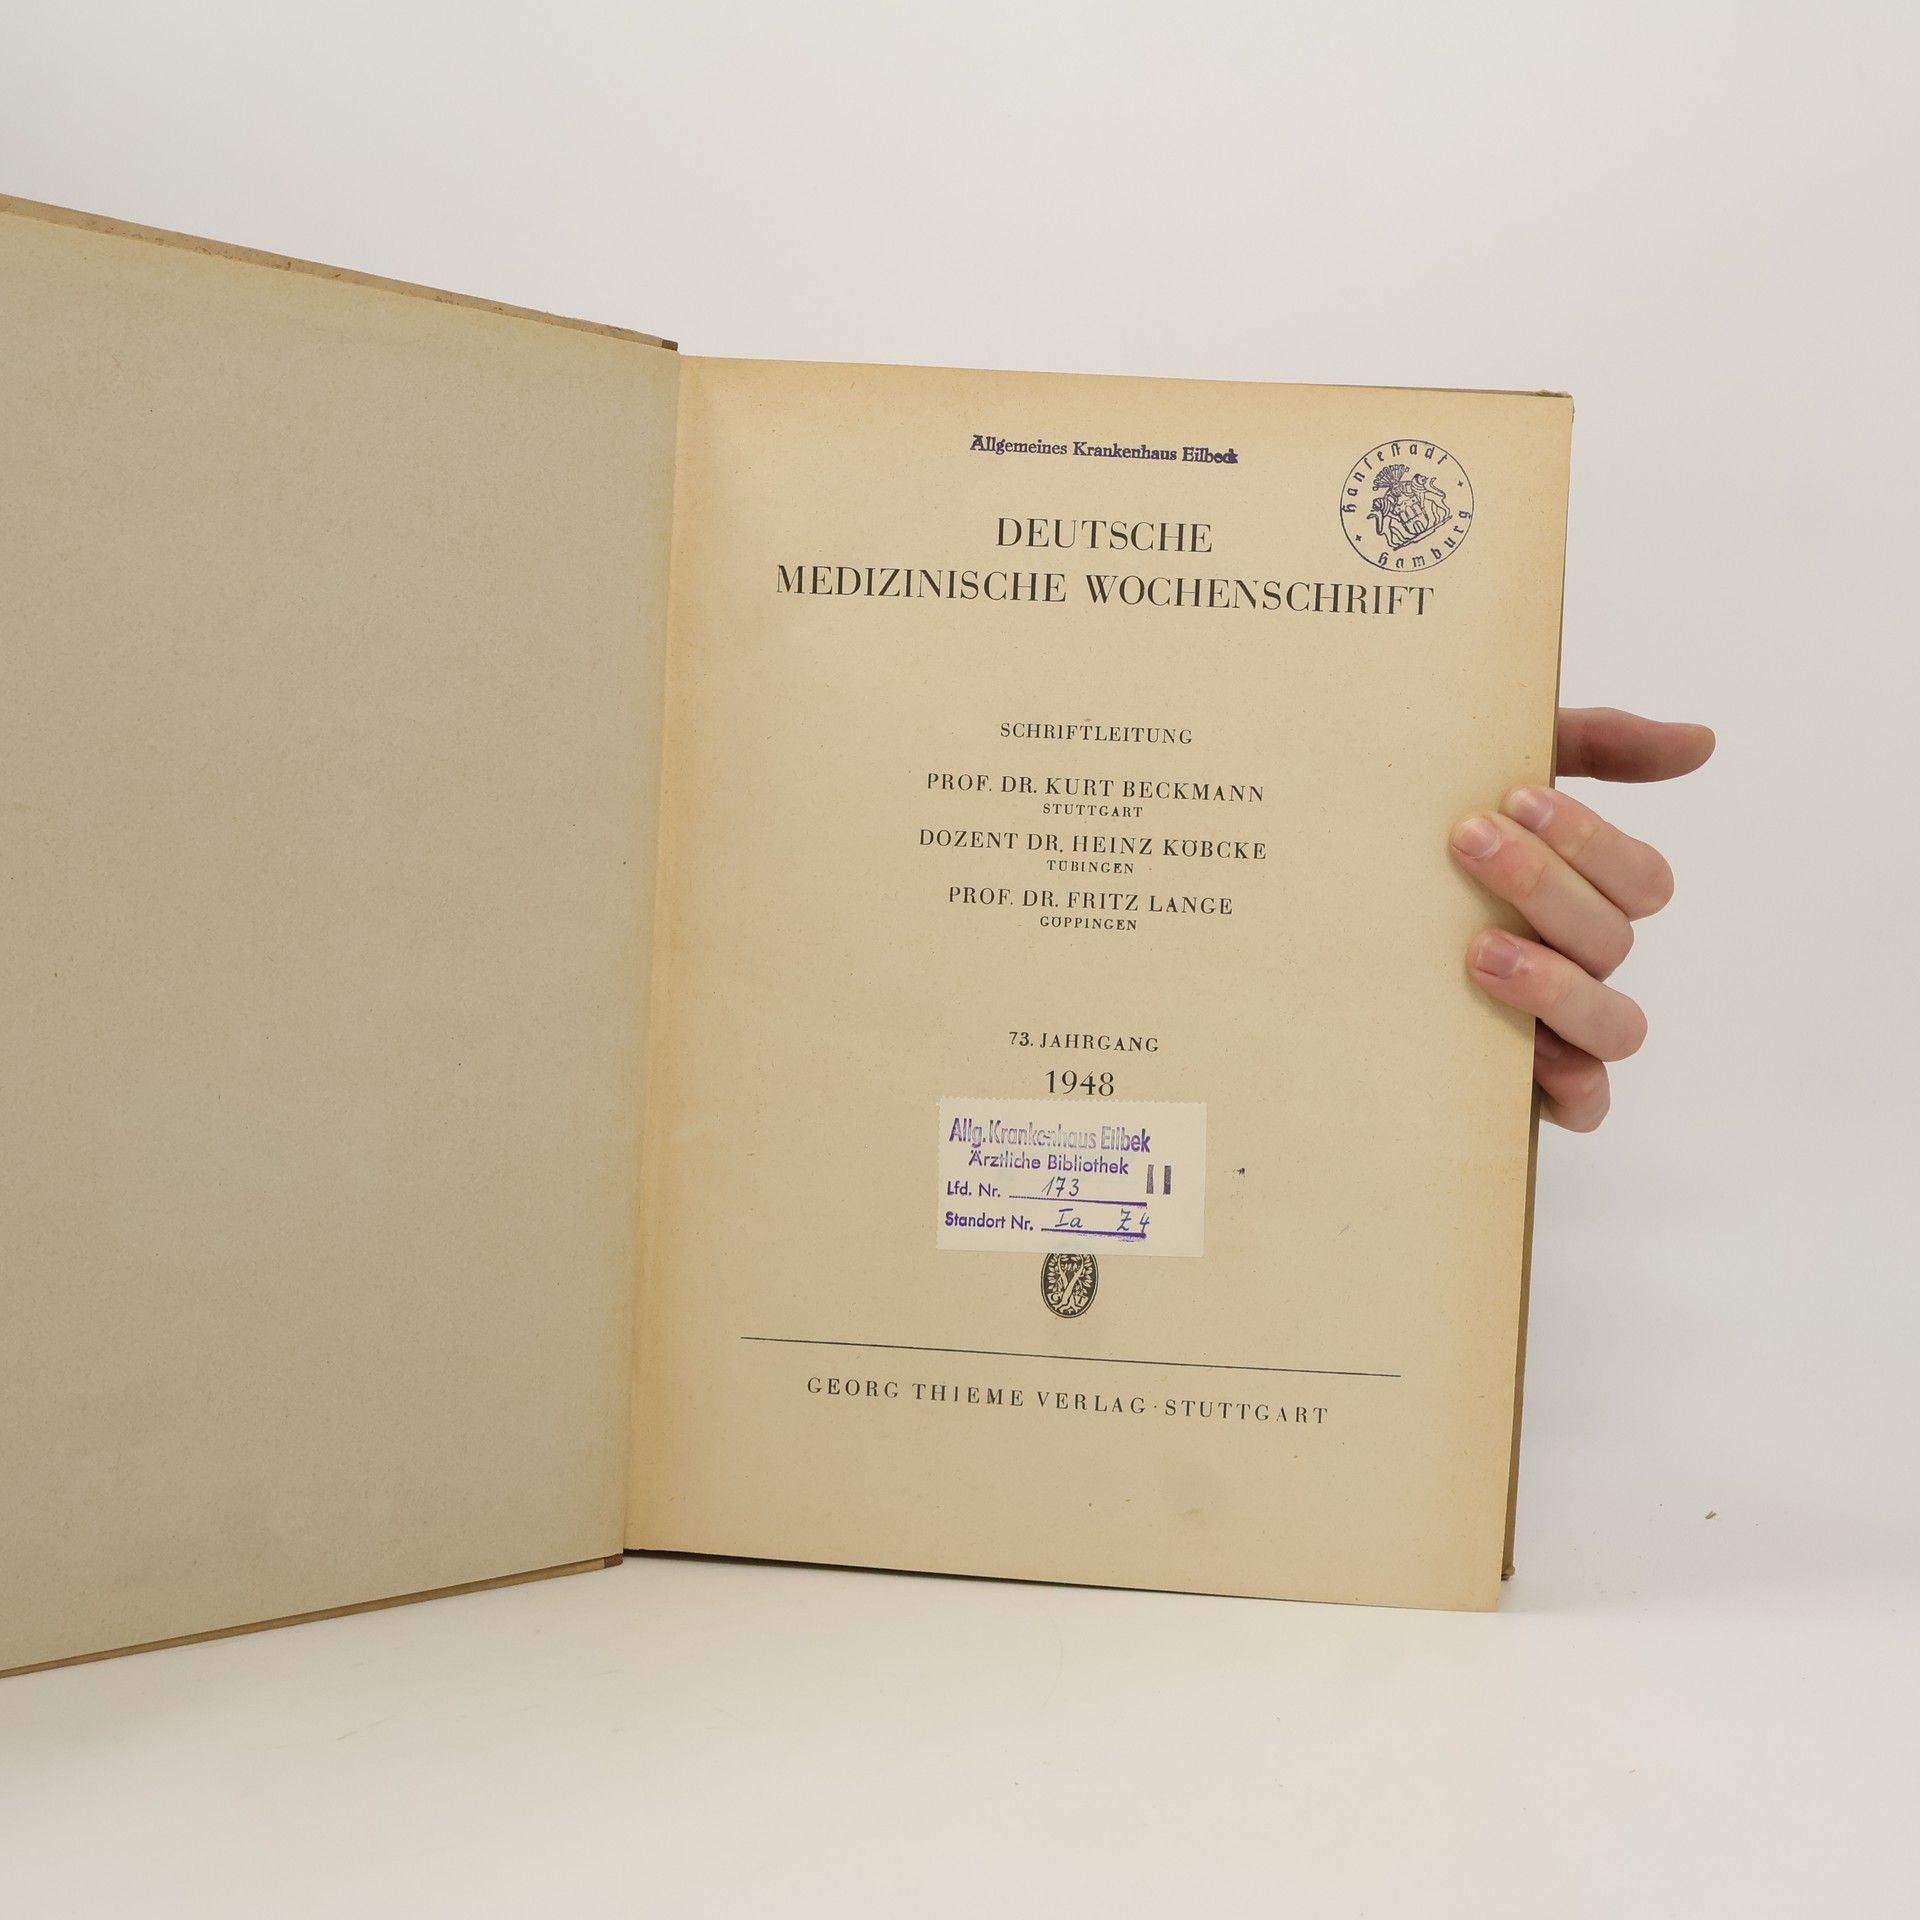 Allgemeines Krankenhaus Eilbeck
Hansestadt
Hamburg
DEUTSCHE
MEDIZINISCHE WOCHENSCHRIFT
SCHRIFTLEITUNG
PROF. DR. KURT BECKMANN
STUTTGART
DOZENT DR. HEINZ KÖBCKE
TÜBINGEN
PROF. DR. FRITZ LANGE
GÖPPINGEN
73. JAHRGANG
1948
Allg. Krankenhaus Eilbek
Ärztliche Bibliothek
Lfd. Nr. 173
Standort Nr. Ia Z 4
G T
GEORG THIEME VERLAG · STUTTGART